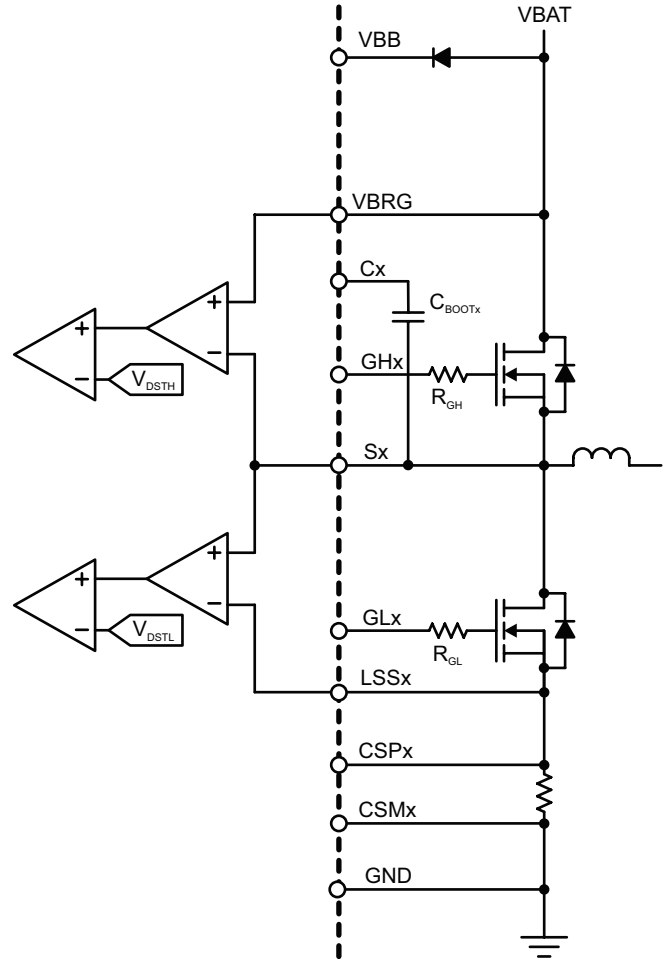 VBAT
VBB
VBRG
Cx
C_BOOTx
+
+
−
−
V_DSTH
GHx
R_GH
Sx
+
+
−
−
V_DSTL
GLx
R_GL
LSSx
CSPx
CSMx
GND